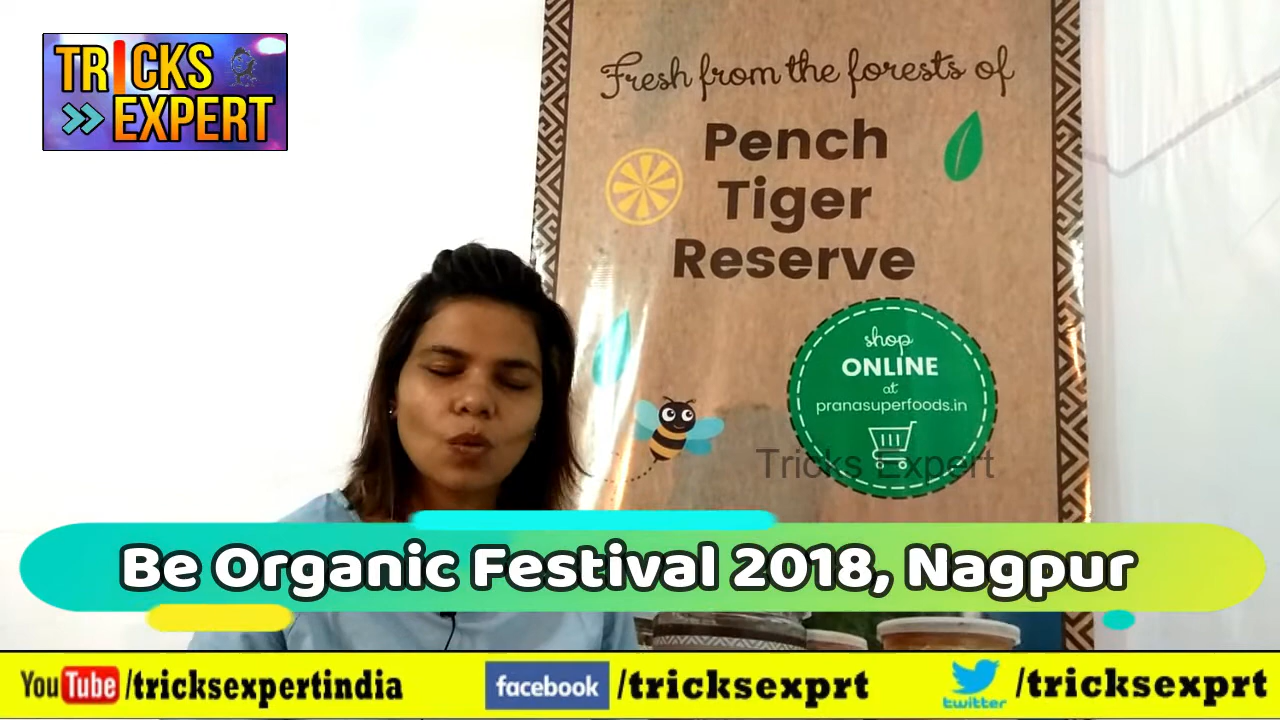 TRICKS
EXPERT
Fresh from the forests of
Pench
Tiger
Reserve
shop
ONLINE
at
pranasuperfoods.in
Tricks Expert
Be Organic Festival 2018, Nagpur
YouTube /tricksexpertindia
facebook /tricksexprt
twitter /tricksexprt